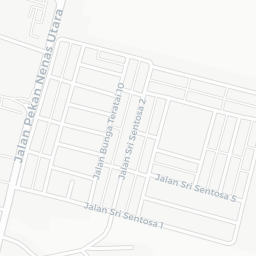 Jalan Pekan Nenas Utara
Jalan Bunga Teratai 10
Jalan Sri Sentosa 2
Jalan Sri Sentosa 5
Jalan Sri Sentosa 1